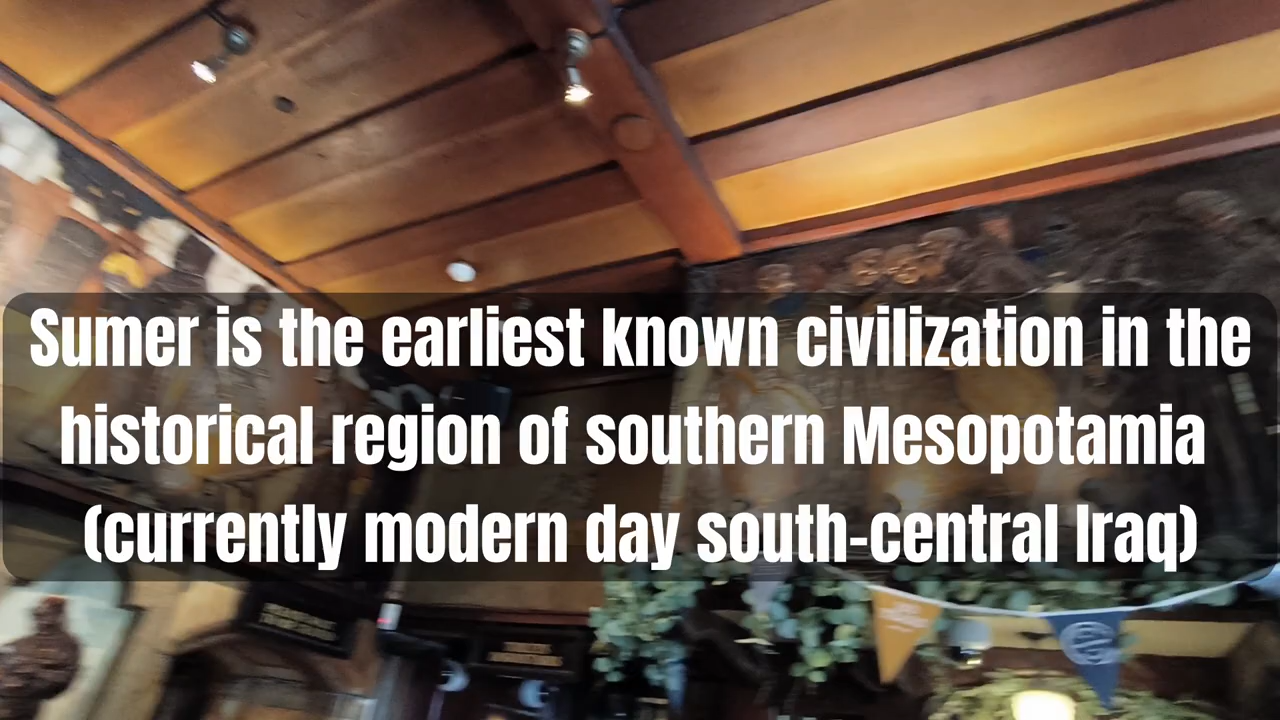 Sumer is the earliest known civilization in the
historical region of southern Mesopotamia
(currently modern day south-central Iraq)